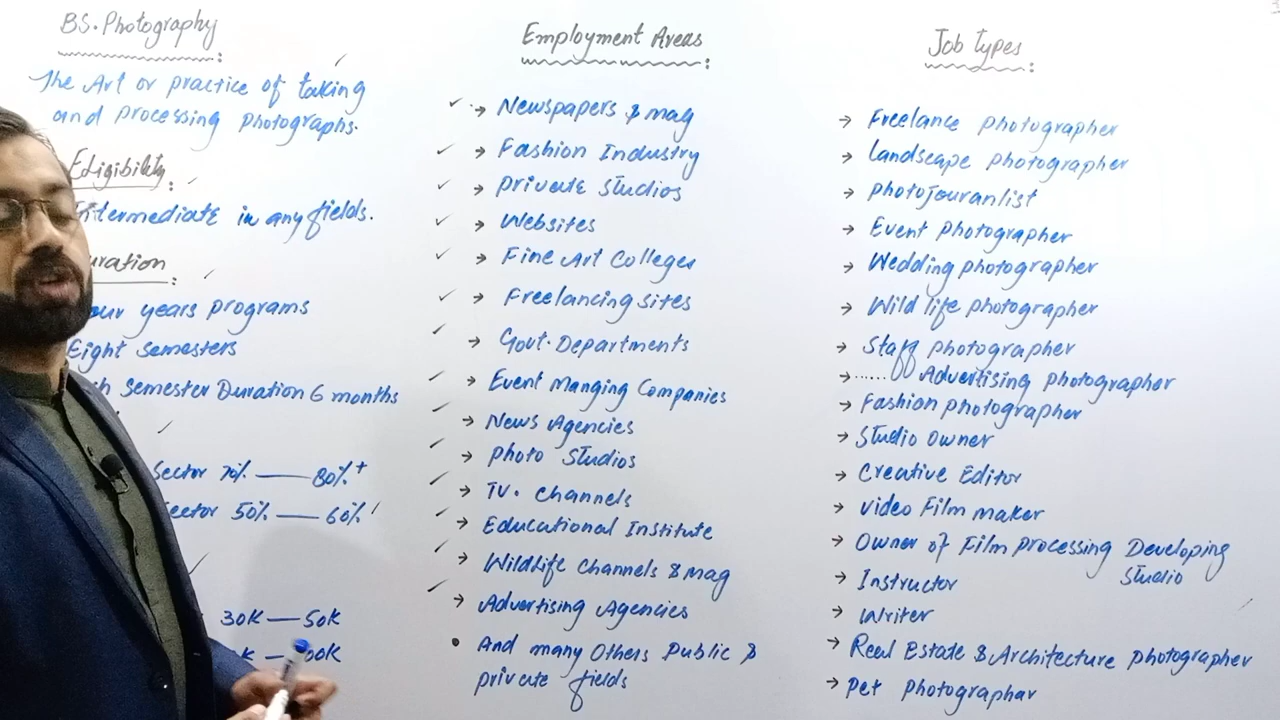 BS. Photography
The Art or practice of taking
and processing photographs.
Eligibility
Intermediate in any fields.
uration
our years programs
Eight Semesters
ch Semester Duration 6 months
Sector 70% — 80%+
ector 50% — 60%
30K — 50K
K — 00K
Employment Areas
→ Newspapers & mag
→ Fashion Industry
→ Private Studios
→ Websites
→ Fine Art Colleges
→ Freelancing sites
→ Govt. Departments
→ Event Manging Companies
→ News Agencies
→ Photo Studios
→ TV. channels
→ Educational Institute
→ Wildlife Channels & Mag
→ Advertising Agencies
• And many Others Public &
private fields
Job types
→ Freelance photographer
→ landscape photographer
→ photojouranlist
→ Event photographer
→ Wedding photographer
→ Wild life photographer
→ Staff photographer
→...... Advertising photographer
→ Fashion photographer
→ Studio Owner
→ Creative Editor
→ video Film maker
→ Owner of Film processing Developing
Studio
→ Instructor
→ Writer
→ Real Estate & Architecture photographer
→ Pet photographar